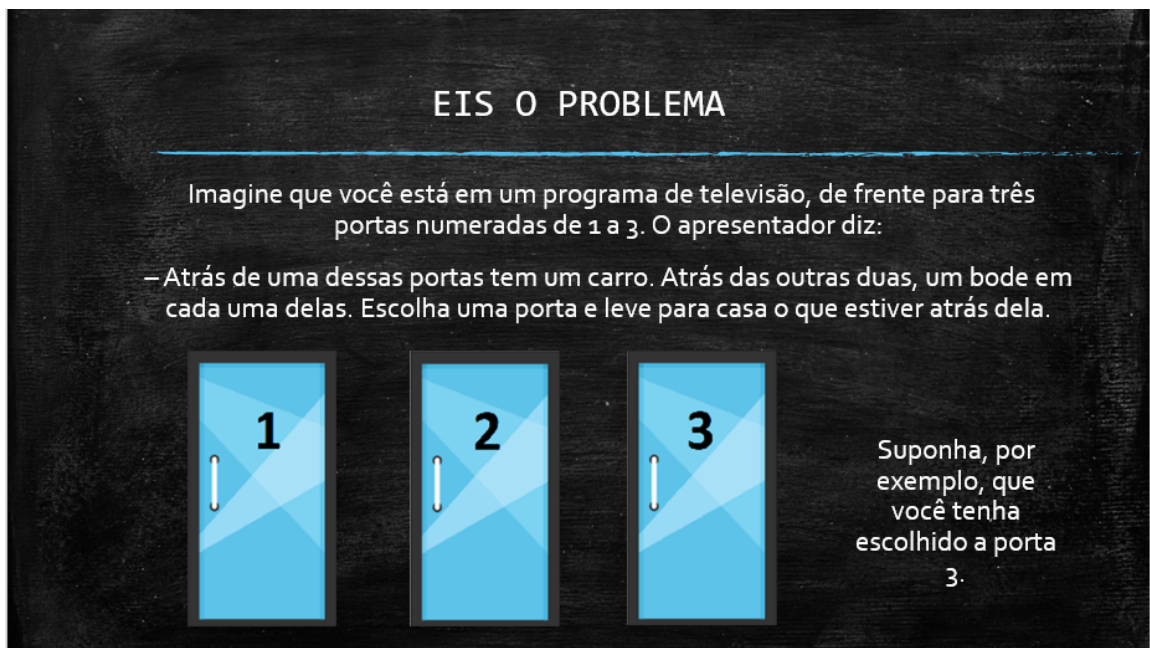 EIS O PROBLEMA
Imagine que você está em um programa de televisão, de frente para três
portas numeradas de 1 a 3. O apresentador diz:
– Atrás de uma dessas portas tem um carro. Atrás das outras duas, um bode em
cada uma delas. Escolha uma porta e leve para casa o que estiver atrás dela.
1
2
3
Suponha, por
exemplo, que
você tenha
escolhido a porta
3.